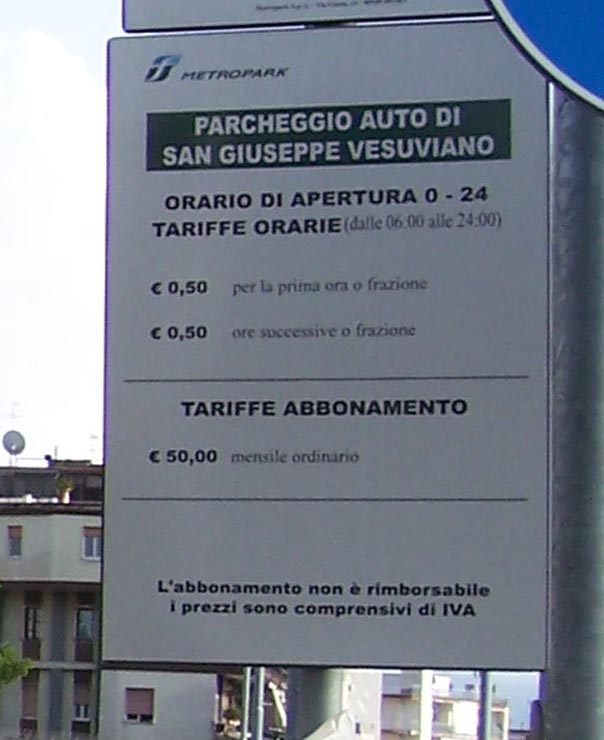 METROPARK
PARCHEGGIO AUTO DI
SAN GIUSEPPE VESUVIANO
ORARIO DI APERTURA 0 - 24
TARIFFE ORARIE (dalle 06:00 alle 24:00)
€ 0,50 per la prima ora o frazione
€ 0,50 ore successive o frazione
TARIFFE ABBONAMENTO
€ 50,00 mensile ordinario
L'abbonamento non è rimborsabile
i prezzi sono comprensivi di IVA